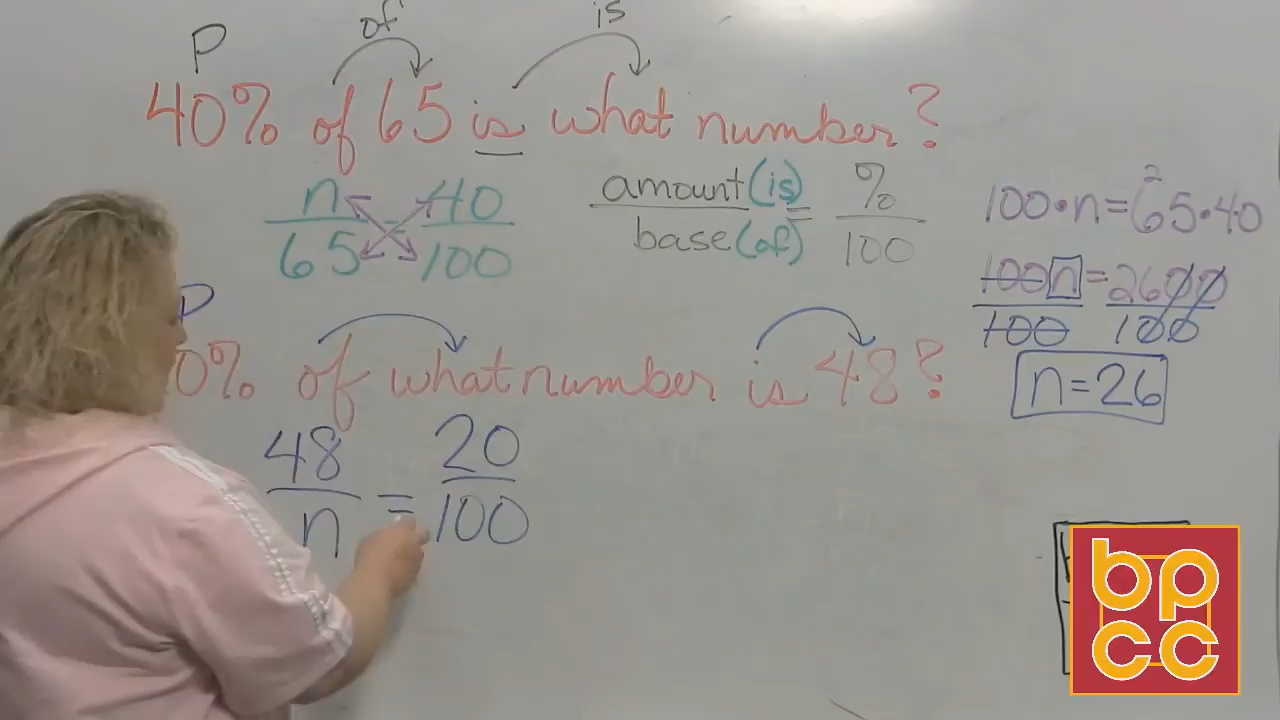 of is
P
40% of 65 is what number?
n/65 = 40/100
amount(is)/base(of) = %/100
100·n=65·40
2
100n/100=2600/100
n=26
P
0% of what number is 48?
48/n = 20/100
bp
cc